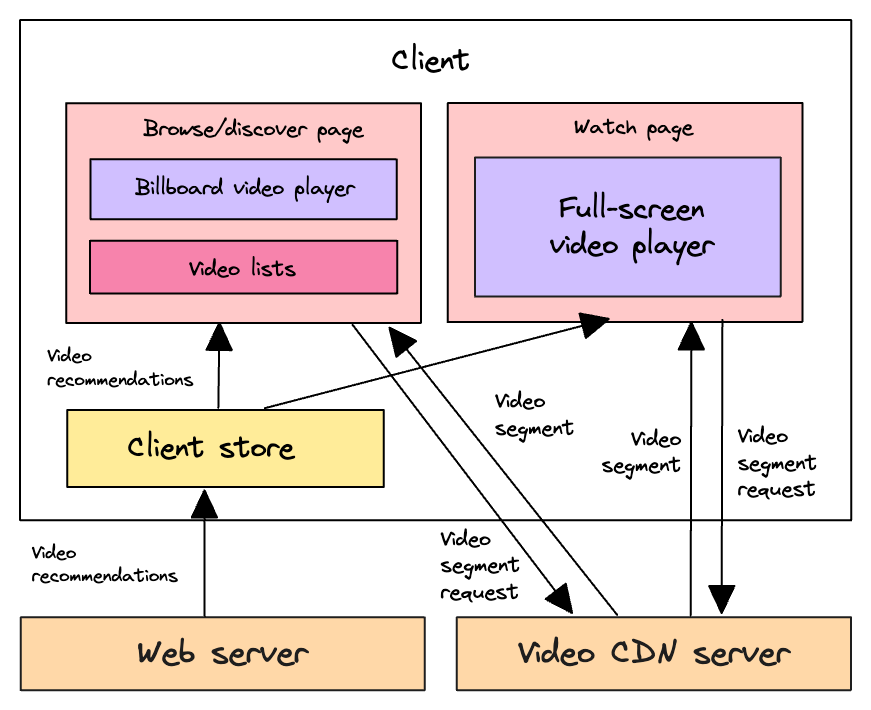 Client
Browse/discover page
Billboard video player
Video lists
Watch page
Full-screen
video player
Video
recommendations
Client store
Video
segment
Video
segment
Video
segment
request
Video
recommendations
Video
segment
request
Web server
Video CDN server